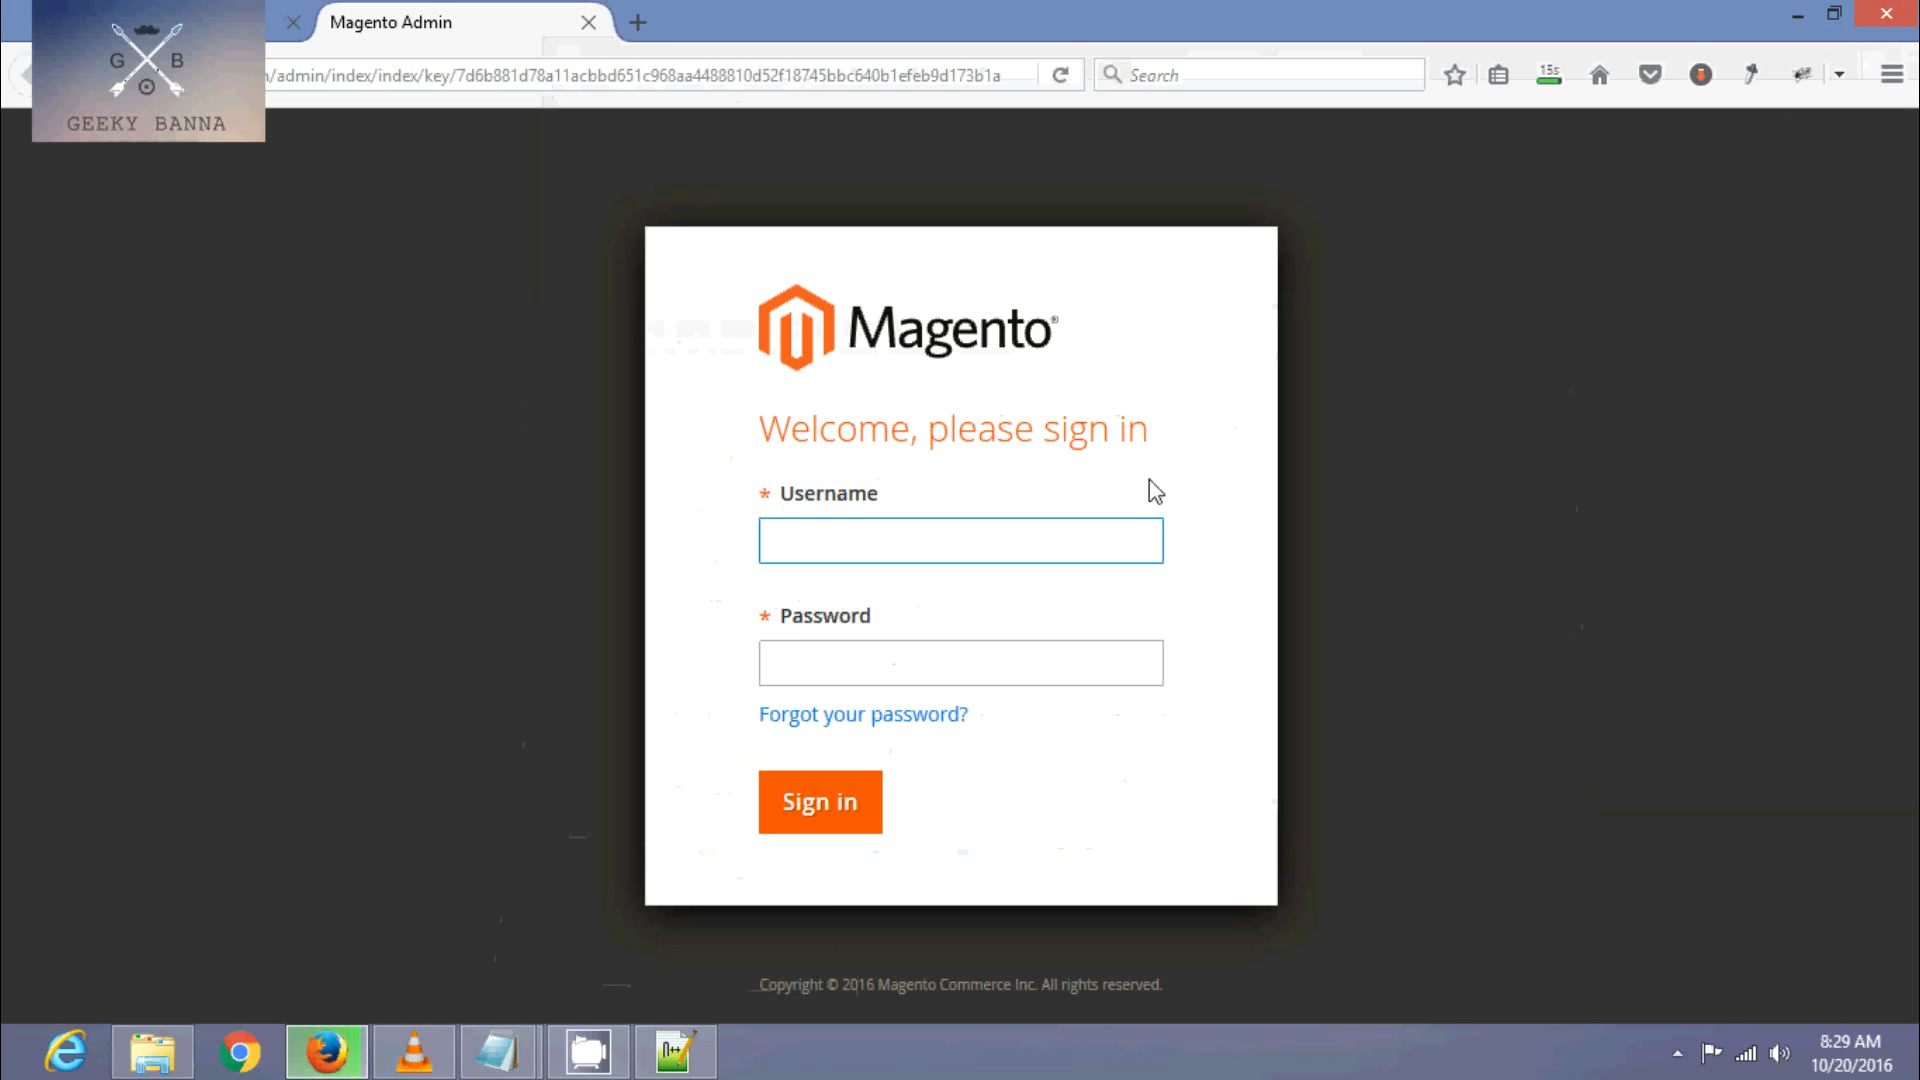 Magento Admin
G B
GEEKY BANNA
/admin/index/index/key/7d6b881d78a11acbbd651c968aa4488810d52f18745bbc640b1efeb9d173b1a
Search
15s
Magento®
Welcome, please sign in
* Username
* Password
Forgot your password?
Sign in
Copyright © 2016 Magento Commerce Inc. All rights reserved.
n++
8:29 AM
10/20/2016